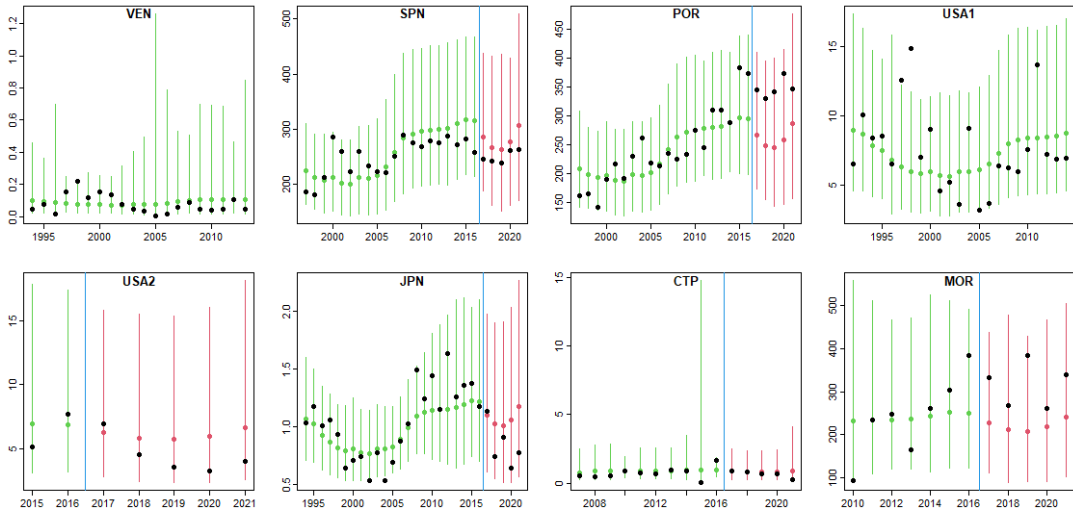 VEN
SPN
POR
USA1
0.0 0.2 0.4 0.6 0.8 1.0 1.2
1995 2000 2005 2010
200 300 400 500
2000 2005 2010 2015 2020
150 200 250 300 350 400 450
2000 2005 2010 2015 2020
5 10 15
1995 2000 2005 2010
USA2
JPN
CTP
MOR
5 10 15
2015 2016 2017 2018 2019 2020 2021
0.5 1.0 1.5 2.0
1995 2000 2005 2010 2015 2020
0 5 10 15
2008 2010 2012 2014 2016 2018 2020
100 200 300 400 500
2010 2012 2014 2016 2018 2020